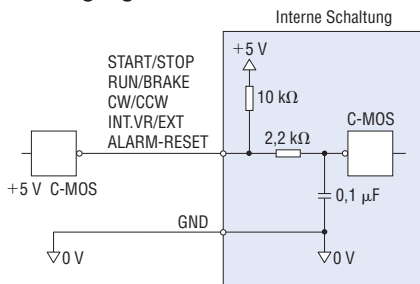 Interne Schaltung
+5 V
START/STOP
RUN/BRAKE
CW/CCW
INT.VR/EXT
ALARM-RESET
10 kΩ
2,2 kΩ
C-MOS
+5 V C-MOS
0,1 µF
GND
0 V
0 V